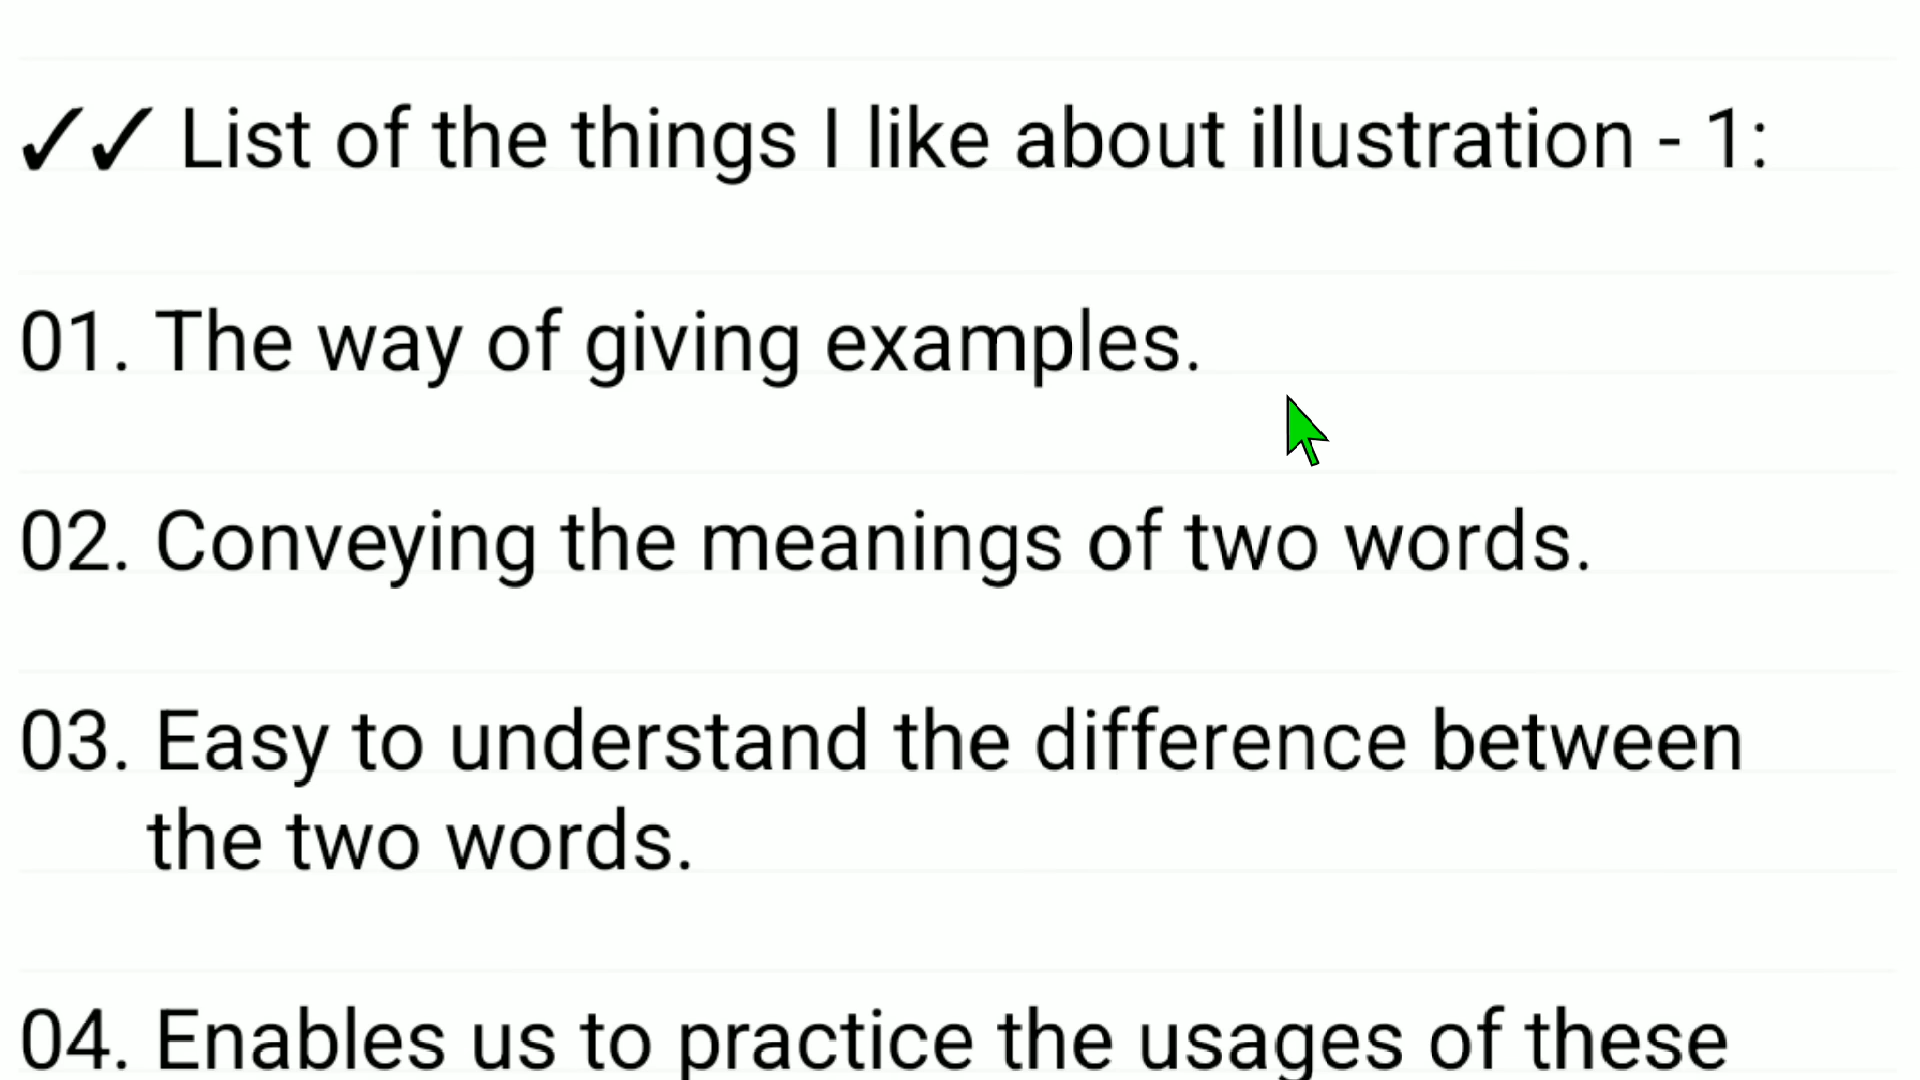 ✓✓ List of the things I like about illustration - 1:
01. The way of giving examples.
02. Conveying the meanings of two words.
03. Easy to understand the difference between
the two words.
04. Enables us to practice the usages of these